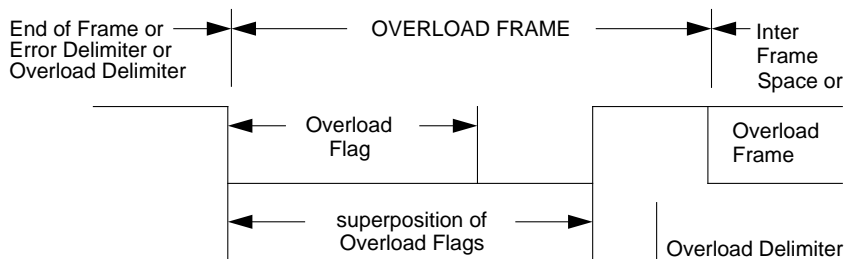 End of Frame or
Error Delimiter or
Overload Delimiter
OVERLOAD FRAME
Inter
Frame
Space or
Overload
Flag
Overload
Frame
superposition of
Overload Flags
Overload Delimiter